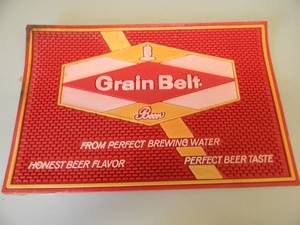 Grain Belt
Beer
FROM PERFECT BREWING WATER
HONEST BEER FLAVOR
PERFECT BEER TASTE